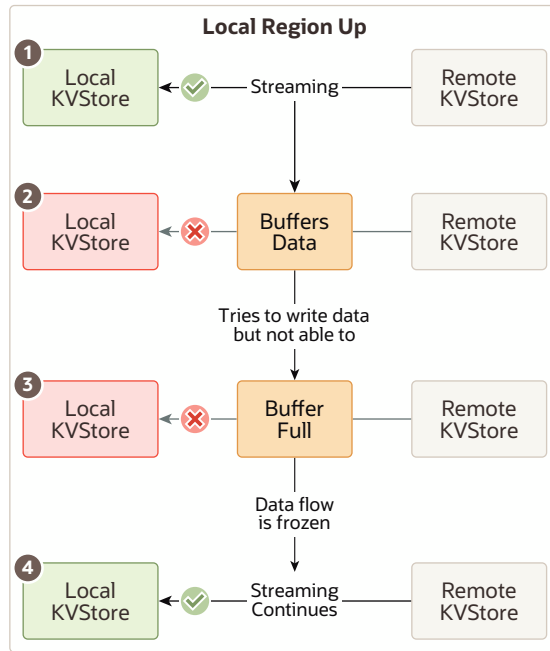 Local Region Up
1
Local
KVStore
Streaming
Remote
KVStore
2
Local
KVStore
Buffers
Data
Remote
KVStore
Tries to write data
but not able to
3
Local
KVStore
Buffer
Full
Remote
KVStore
Data flow
is frozen
4
Local
KVStore
Streaming
Continues
Remote
KVStore